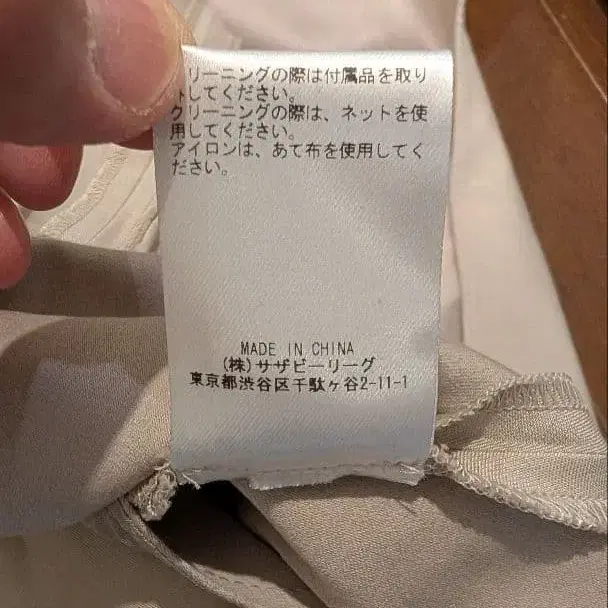 リーニングの際は付属品を取り
してください。
クリーニングの際は、ネットを使
用してください。
アイロンは、あて布を使用してく
ださい。
MADE IN CHINA
(株)サザビーリーグ
東京都渋谷区千駄ヶ谷2-11-1